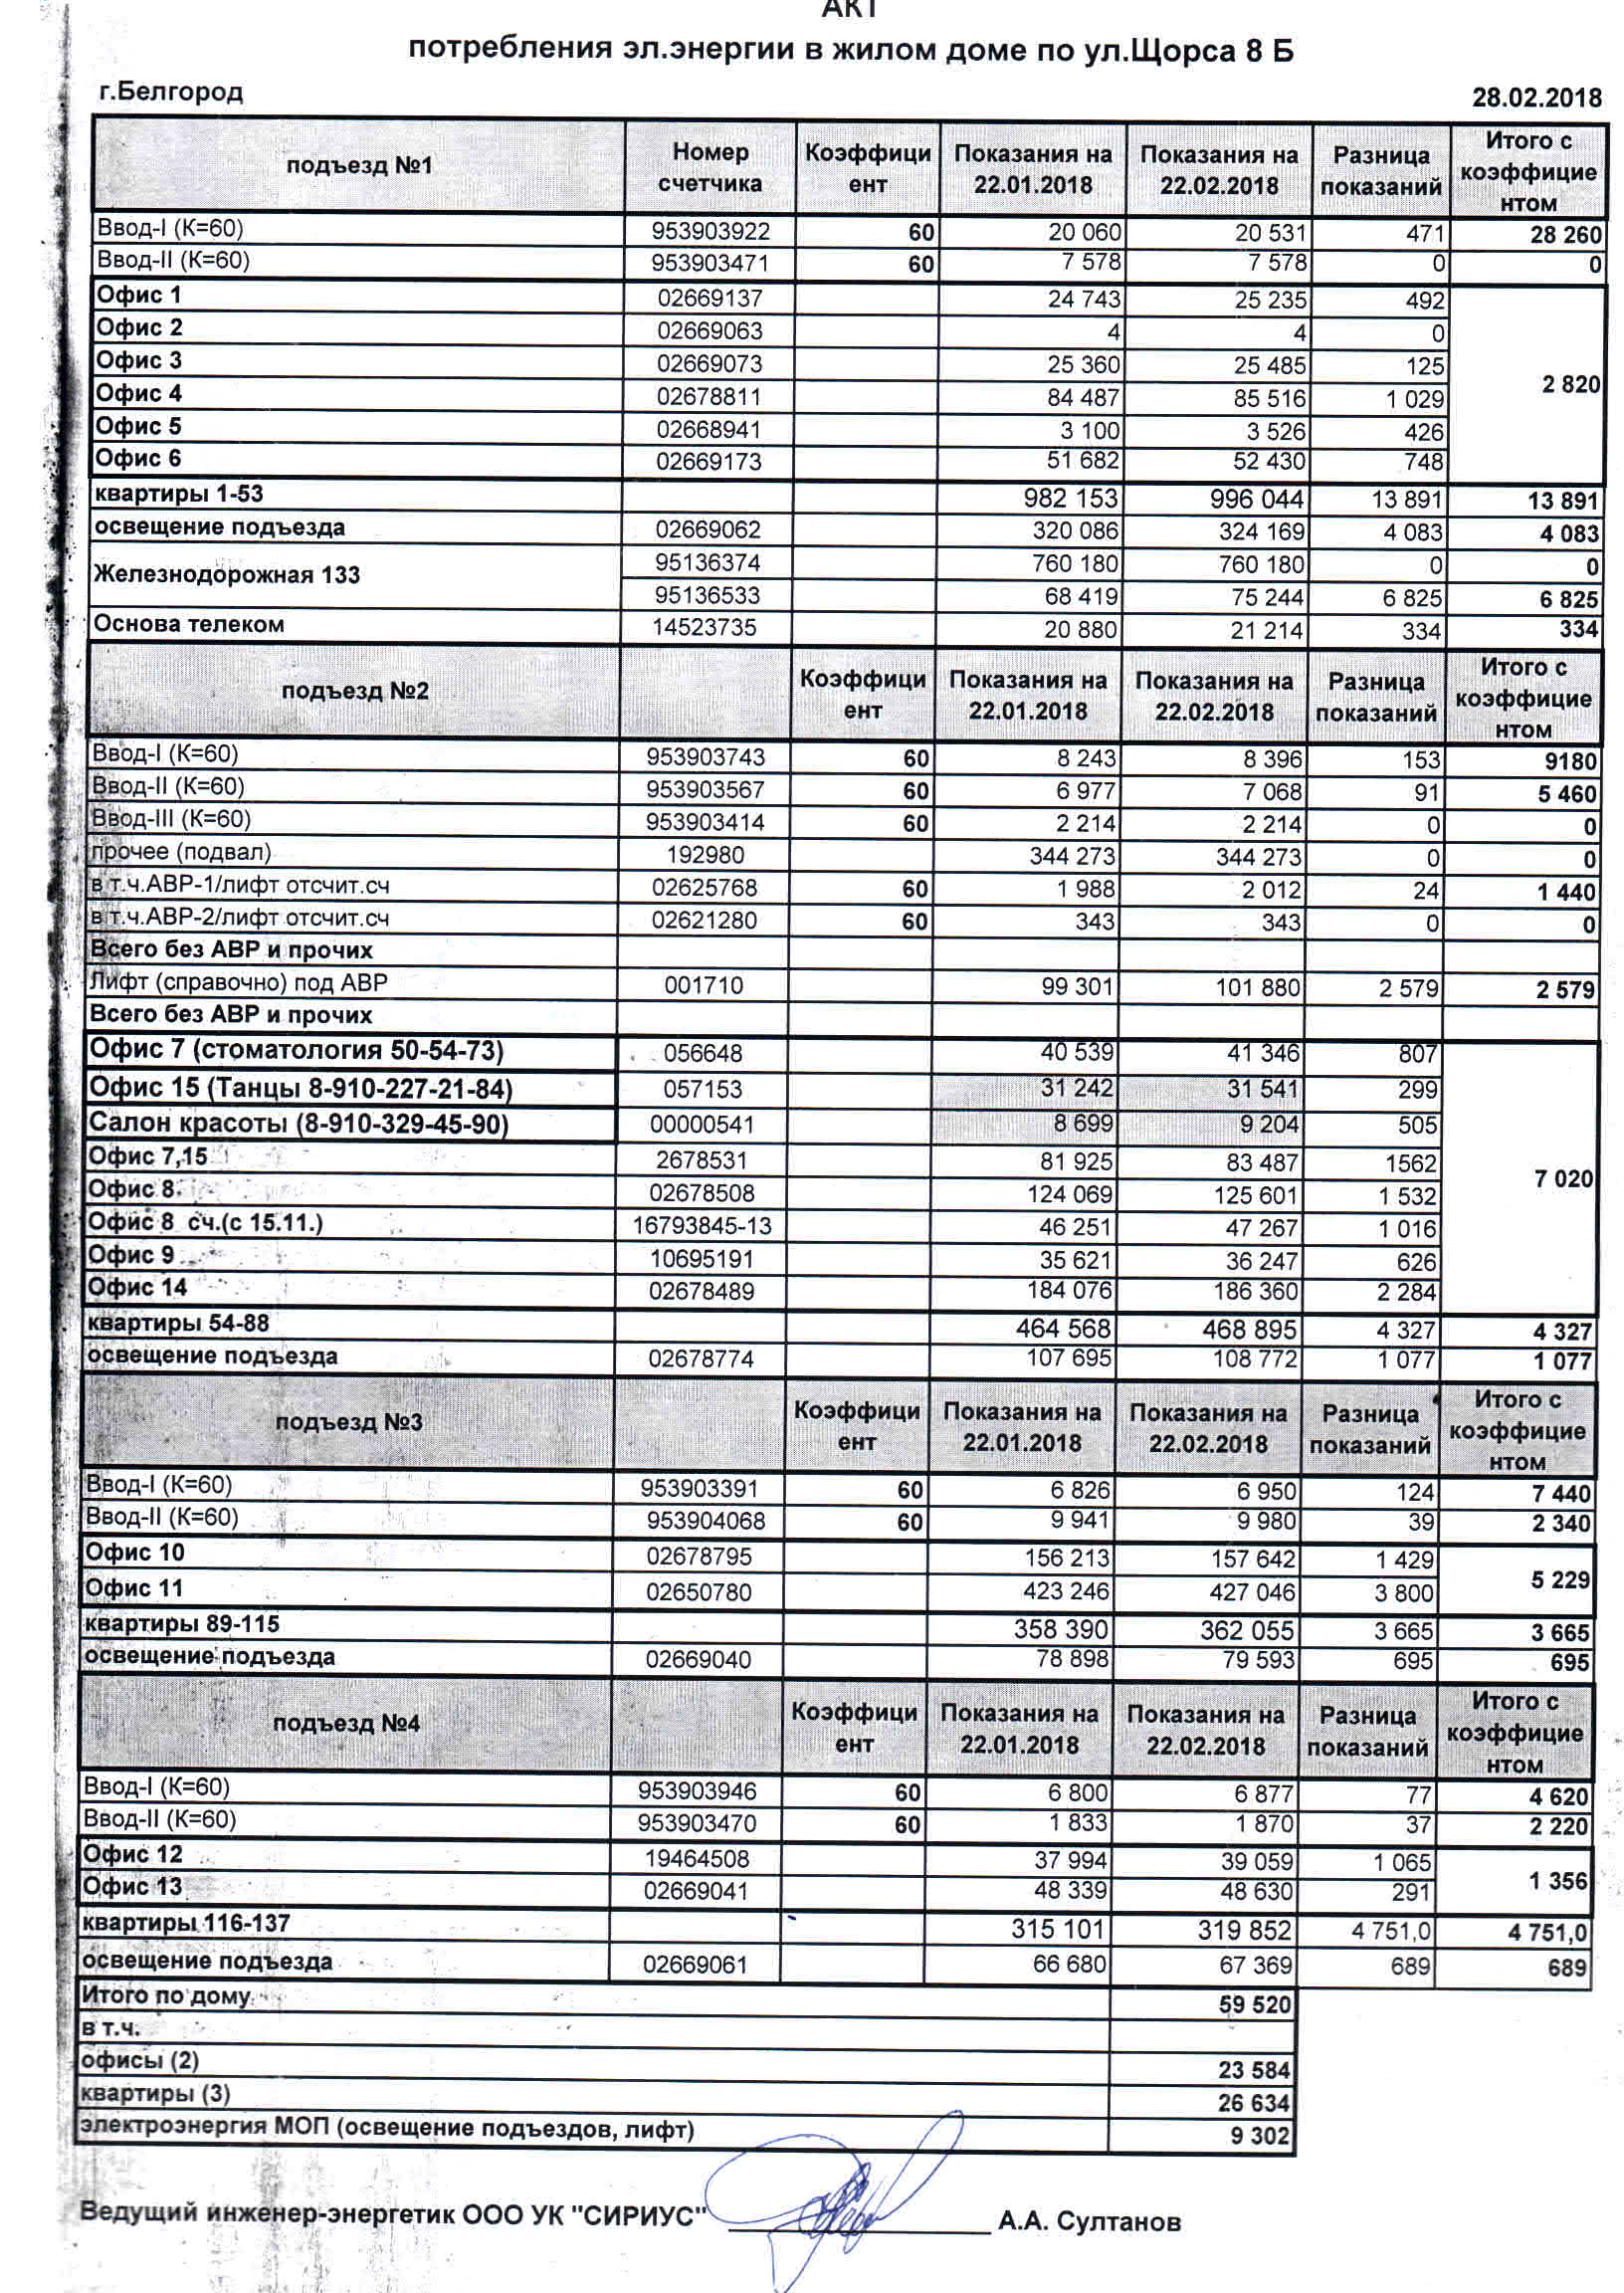 АКТ
потребления эл.энергии в жилом доме по ул.Щорса 8 Б
г.Белгород 28.02.2018
подъезд №1 Номер счетчика Коэффици ент Показания на 22.01.2018 Показания на 22.02.2018 Разница показаний Итого с коэффицие нтом
Ввод-I (К=60) 953903922 60 20 060 20 531 471 28 260
Ввод-II (К=60) 953903471 60 7 578 7 578 0 0
Офис 1 02669137 24 743 25 235 492
Офис 2 02669063 4 4 0
Офис 3 02669073 25 360 25 485 125
2 820
Офис 4 02678811 84 487 85 516 1 029
Офис 5 02668941 3 100 3 526 426
Офис 6 02669173 51 682 52 430 748
квартиры 1-53 982 153 996 044 13 891 13 891
освещение подъезда 02669062 320 086 324 169 4 083 4 083
Железнодорожная 133 95136374 760 180 760 180 0 0
95136533 68 419 75 244 6 825 6 825
Основа телеком 14523735 20 880 21 214 334 334
подъезд №2 Коэффици ент Показания на 22.01.2018 Показания на 22.02.2018 Разница показаний Итого с коэффицие нтом
Ввод-I (К=60) 953903743 60 8 243 8 396 153 9180
Ввод-II (К=60) 953903567 60 6 977 7 068 91 5 460
Ввод-III (К=60) 953903414 60 2 214 2 214 0 0
прочее (подвал) 192980 344 273 344 273 0 0
в т.ч.АВР-1/лифт отсчит.сч 02625768 60 1 988 2 012 24 1 440
в т.ч.АВР-2/лифт отсчит.сч 02621280 60 343 343 0 0
Всего без АВР и прочих
Лифт (справочно) под АВР 001710 99 301 101 880 2 579 2 579
Всего без АВР и прочих
Офис 7 (стоматология 50-54-73) 056648 40 539 41 346 807
Офис 15 (Танцы 8-910-227-21-84) 057153 31 242 31 541 299
Салон красоты (8-910-329-45-90) 00000541 8 699 9 204 505
Офис 7,15 2678531 81 925 83 487 1562
7 020
Офис 8 02678508 124 069 125 601 1 532
Офис 8 сч.(с 15.11.) 16793845-13 46 251 47 267 1 016
Офис 9 10695191 35 621 36 247 626
Офис 14 02678489 184 076 186 360 2 284
квартиры 54-88 464 568 468 895 4 327 4 327
освещение подъезда 02678774 107 695 108 772 1 077 1 077
подъезд №3 Коэффици ент Показания на 22.01.2018 Показания на 22.02.2018 Разница показаний Итого с коэффицие нтом
Ввод-I (К=60) 953903391 60 6 826 6 950 124 7 440
Ввод-II (К=60) 953904068 60 9 941 9 980 39 2 340
Офис 10 02678795 156 213 157 642 1 429
5 229
Офис 11 02650780 423 246 427 046 3 800
квартиры 89-115 358 390 362 055 3 665 3 665
освещение подъезда 02669040 78 898 79 593 695 695
подъезд №4 Коэффици ент Показания на 22.01.2018 Показания на 22.02.2018 Разница показаний Итого с коэффицие нтом
Ввод-I (К=60) 953903946 60 6 800 6 877 77 4 620
Ввод-II (К=60) 953903470 60 1 833 1 870 37 2 220
Офис 12 19464508 37 994 39 059 1 065
1 356
Офис 13 02669041 48 339 48 630 291
квартиры 116-137 315 101 319 852 4 751,0 4 751,0
освещение подъезда 02669061 66 680 67 369 689 689
Итого по дому 59 520
в т.ч.
офисы (2) 23 584
квартиры (3) 26 634
электроэнергия МОП (освещение подъездов, лифт) 9 302
Ведущий инженер-энергетик ООО УК "СИРИУС" А.А. Султанов